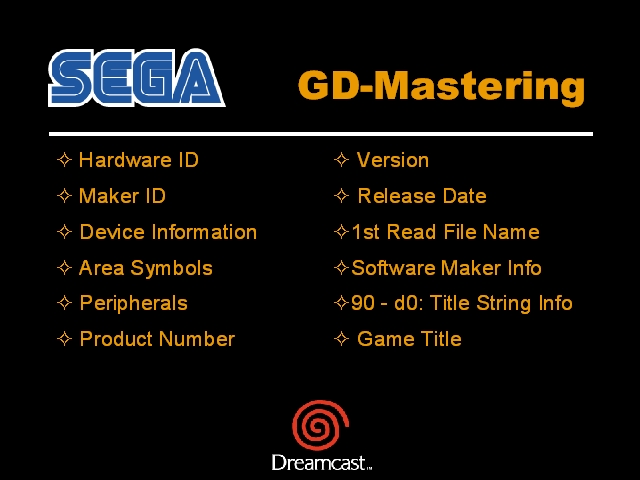 SEGA
GD-Mastering
✧ Hardware ID
✧ Maker ID
✧ Device Information
✧ Area Symbols
✧ Peripherals
✧ Product Number
✧ Version
✧ Release Date
✧1st Read File Name
✧Software Maker Info
✧90 - d0: Title String Info
✧ Game Title
Dreamcast™